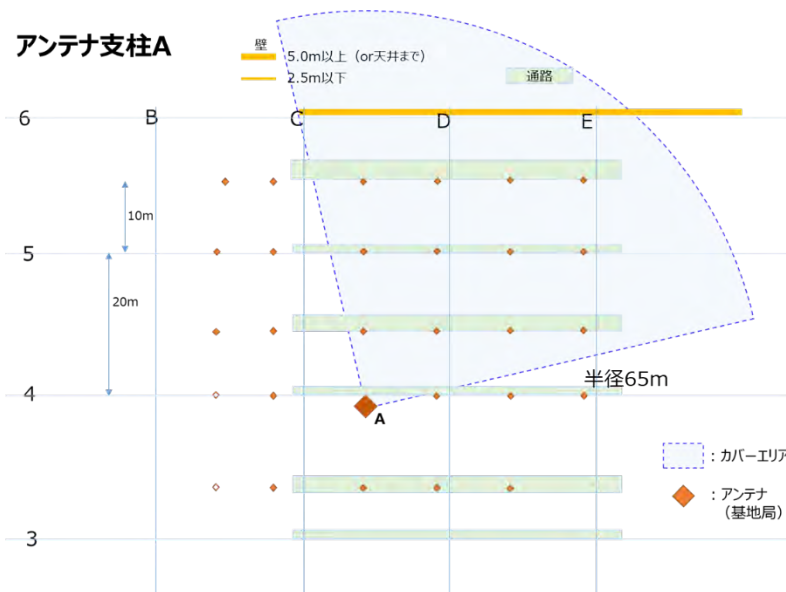 アンテナ支柱A
壁
5.0m以上（or天井まで）
2.5m以下
通路
6
B
C
D
E
10m
5
20m
半径65m
4
A
：カバーエリア
：アンテナ
（基地局）
3